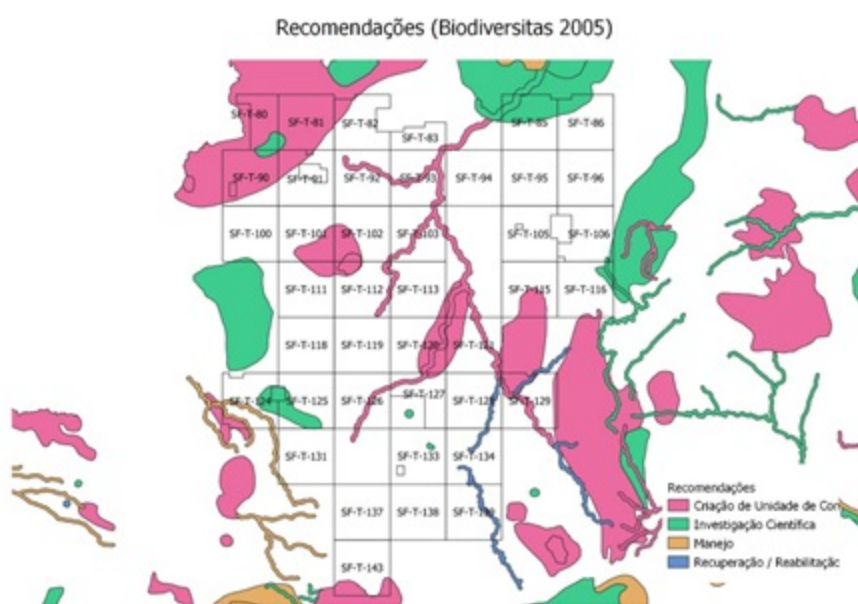 Recomendações (Biodiversitas 2005)
SF-T-80 SF-T-81 SF-T-82 SF-T-83 SF-T-85 SF-T-86
SF-T-90 SF-T-91 SF-T-92 SF-T-93 SF-T-94 SF-T-95 SF-T-96
SF-T-100 SF-T-101 SF-T-102 SF-T-103 SF-T-105 SF-T-106
SF-T-111 SF-T-112 SF-T-113 SF-T-115 SF-T-116
SF-T-118 SF-T-119 SF-T-120 SF-T-121
SF-T-124 SF-T-125 SF-T-126 SF-T-127 SF-T-128 SF-T-129
SF-T-131 SF-T-133 SF-T-134
SF-T-137 SF-T-138
SF-T-143
Recomendações
Criação de Unidade de Con
Investigação Científica
Manejo
Recuperação / Reabilitaçãc